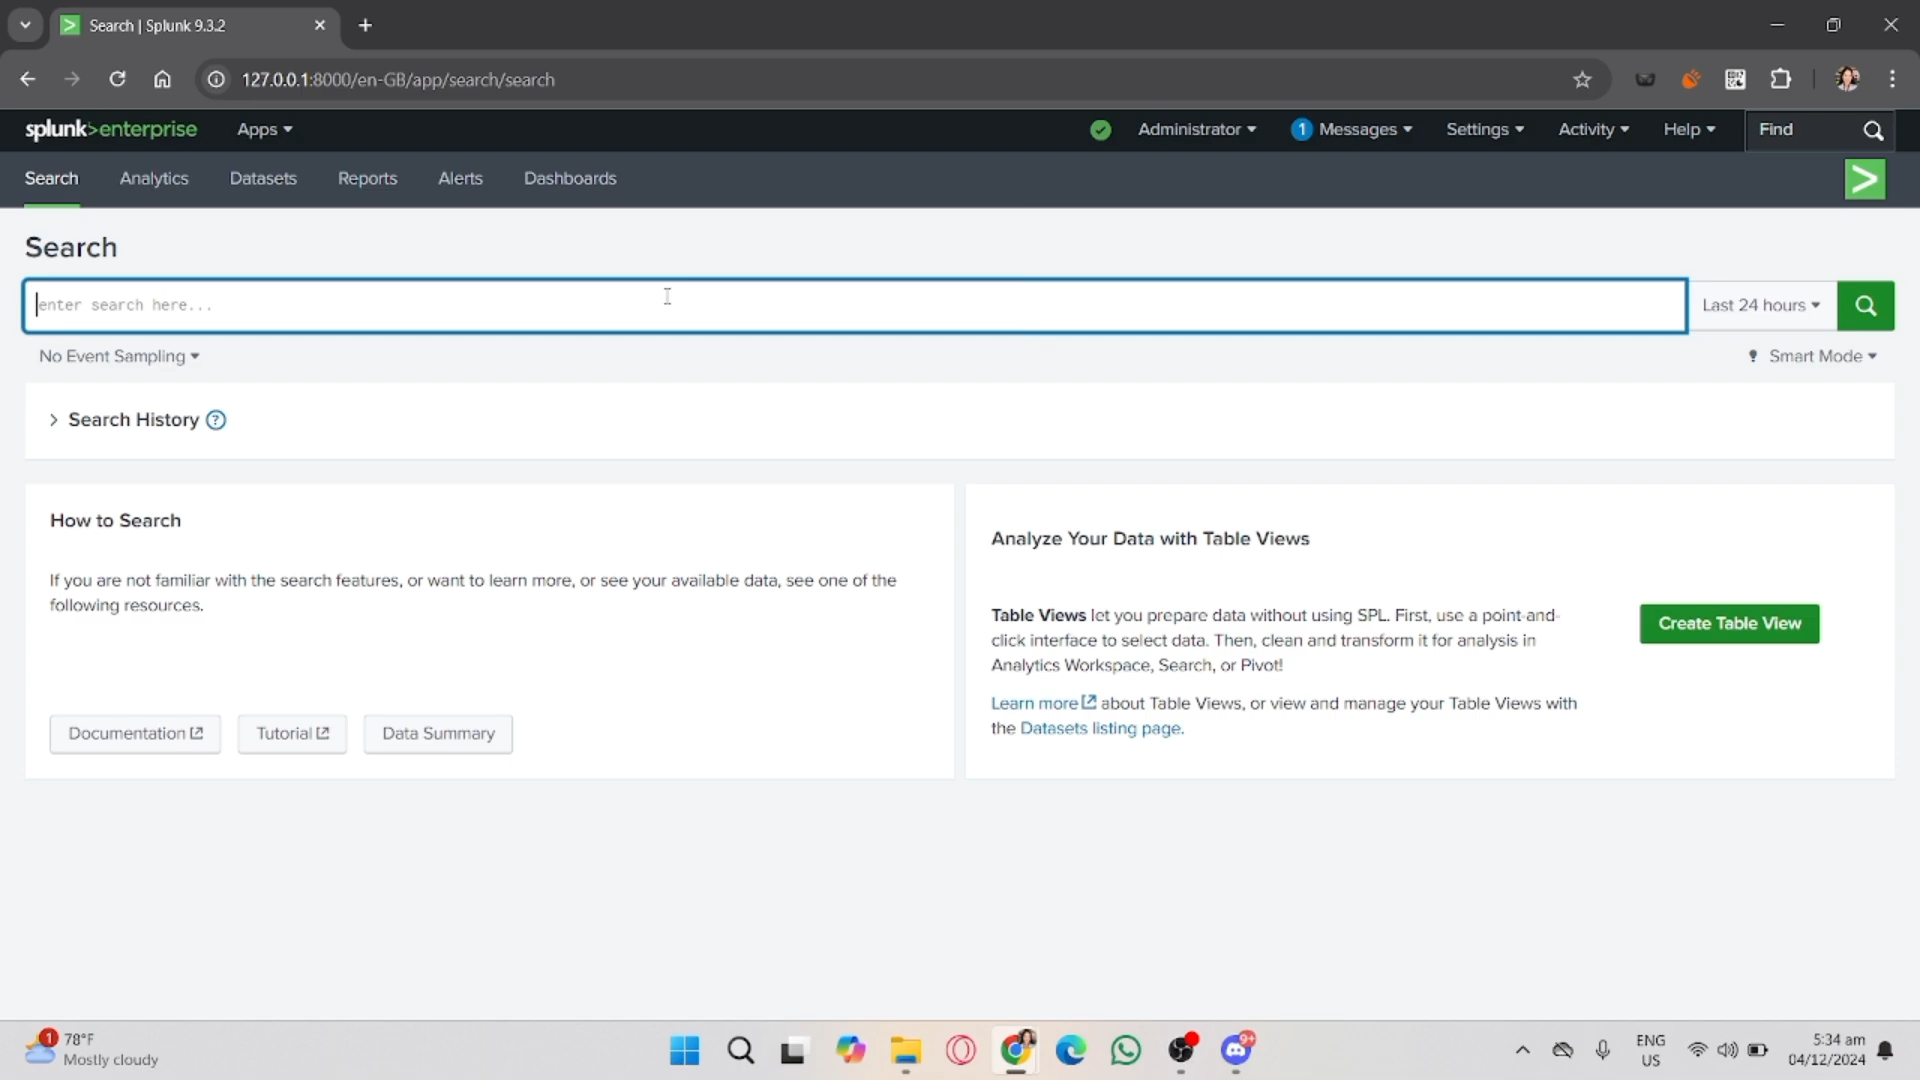 Search | Splunk 9.3.2
127.0.0.1:8000/en-GB/app/search/search
splunk>enterprise Apps Administrator 1 Messages Settings Activity Help Find
Search Analytics Datasets Reports Alerts Dashboards
Search
enter search here... Last 24 hours
No Event Sampling Smart Mode
Search History ?
How to Search
If you are not familiar with the search features, or want to learn more, or see your available data, see one of the
following resources.
Documentation Tutorial Data Summary
Analyze Your Data with Table Views
Table Views let you prepare data without using SPL. First, use a point-and-
click interface to select data. Then, clean and transform it for analysis in
Analytics Workspace, Search, or Pivot!
Create Table View
Learn more about Table Views, or view and manage your Table Views with
the Datasets listing page.
1 78°F
Mostly cloudy
9+
ENG
US
5:34 am
04/12/2024